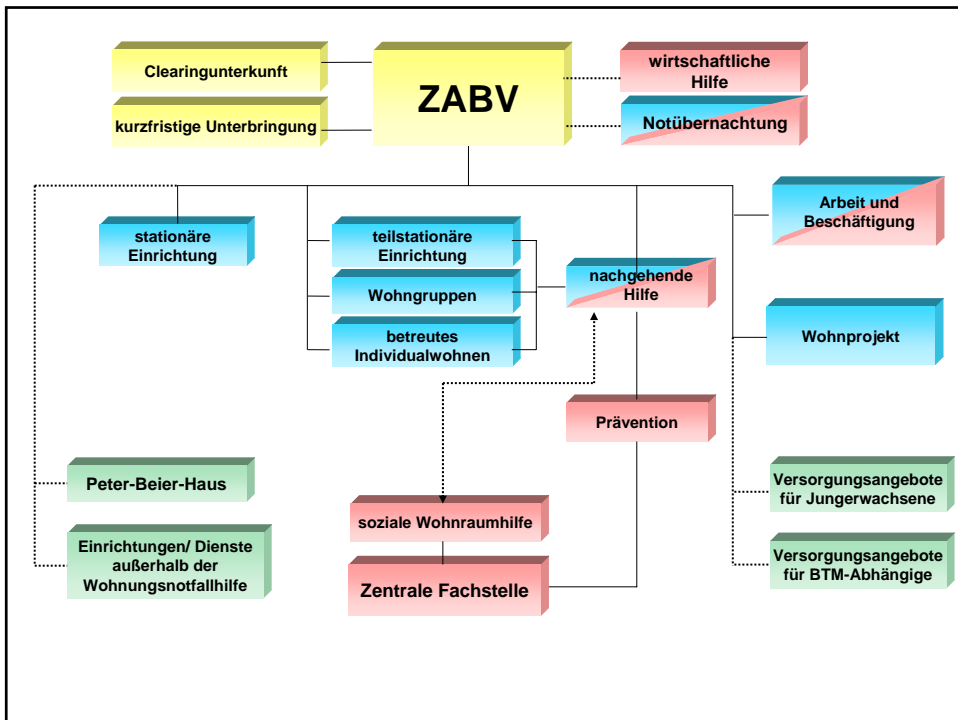 Clearingunterkunft
kurzfristige Unterbringung
ZABV
wirtschaftliche
Hilfe
Notübernachtung
stationäre
Einrichtung
teilstationäre
Einrichtung
Wohngruppen
betreutes
Individualwohnen
nachgehende
Hilfe
Arbeit und
Beschäftigung
Wohnprojekt
Prävention
Peter-Beier-Haus
Einrichtungen/ Dienste
außerhalb der
Wohnungsnotfallhilfe
soziale Wohnraumhilfe
Zentrale Fachstelle
Versorgungsangebote
für Jungerwachsene
Versorgungsangebote
für BTM-Abhängige